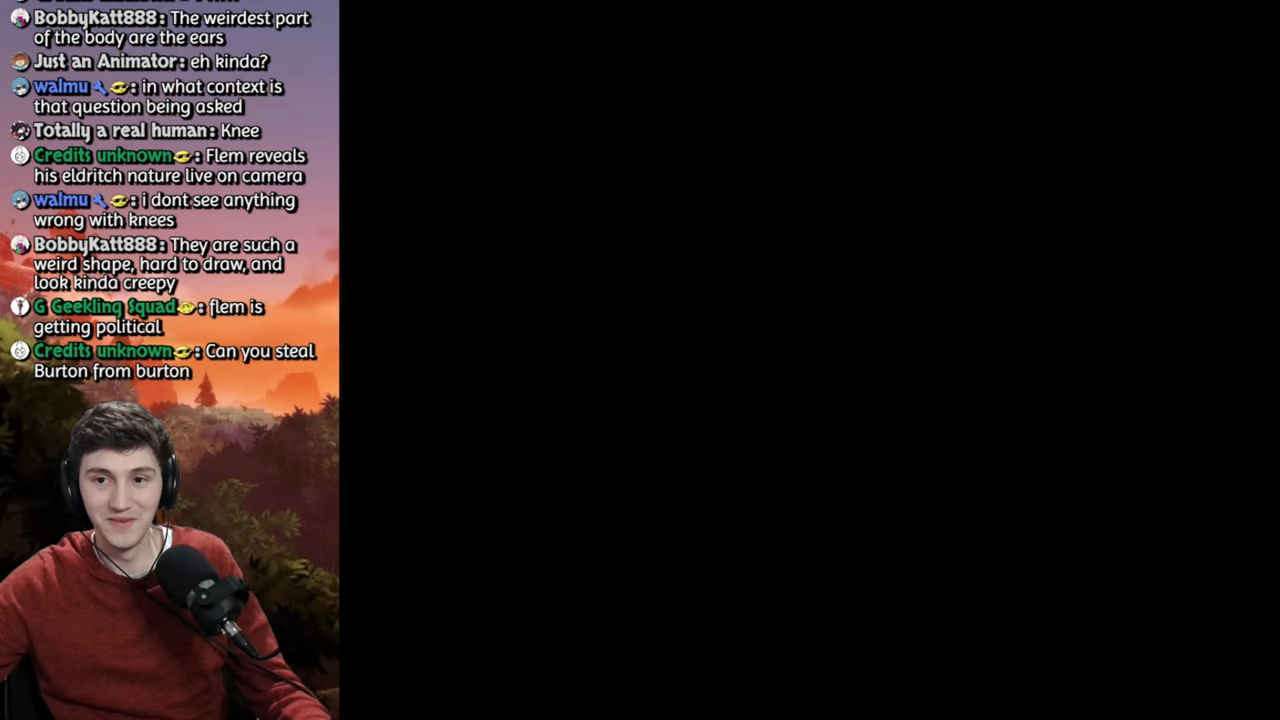 BobbyKatt888: The weirdest part
of the body are the ears
Just an Animator: eh kinda?
walmu: in what context is
that question being asked
Totally a real human: Knee
Credits unknown: Flem reveals
his eldritch nature live on camera
walmu: i dont see anything
wrong with knees
BobbyKatt888: They are such a
weird shape, hard to draw, and
look kinda creepy
G Geekling Squad: flem is
getting political
Credits unknown: Can you steal
Burton from burton